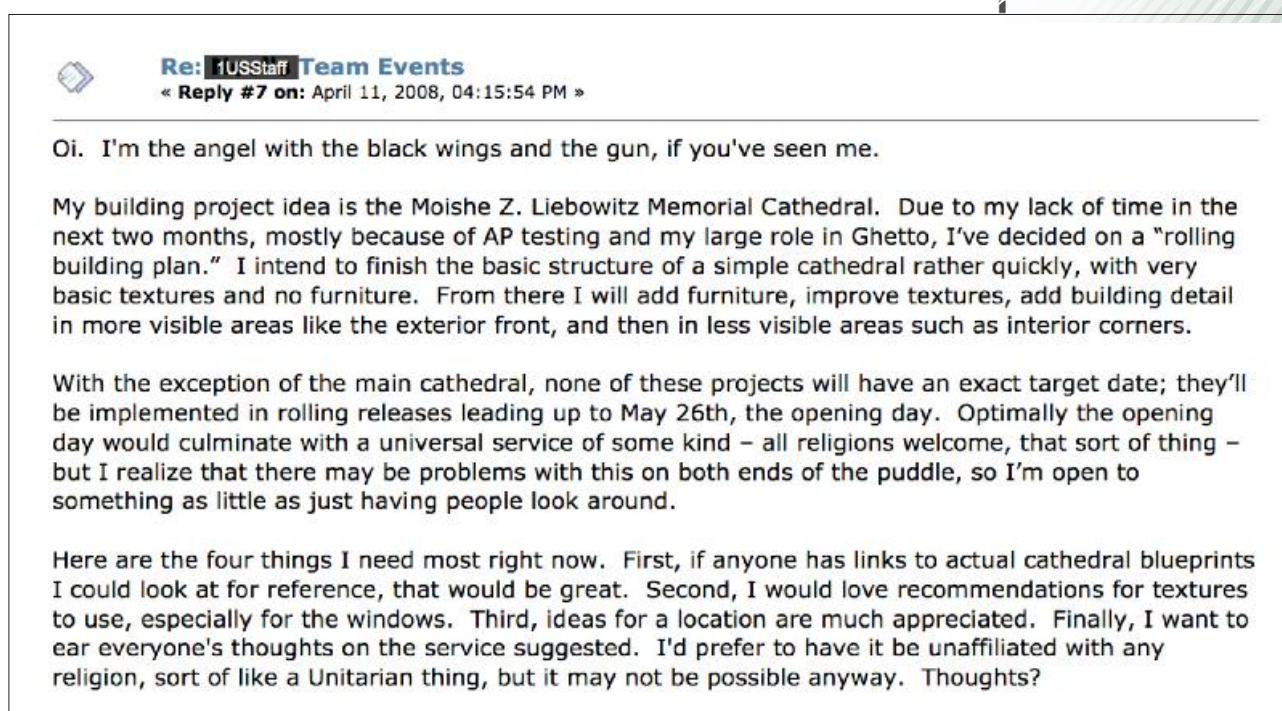 Re: 1USStaff Team Events
« Reply #7 on: April 11, 2008, 04:15:54 PM »
Oi.  I'm the angel with the black wings and the gun, if you've seen me.
My building project idea is the Moishe Z. Liebowitz Memorial Cathedral.  Due to my lack of time in the
next two months, mostly because of AP testing and my large role in Ghetto, I've decided on a “rolling
building plan.”  I intend to finish the basic structure of a simple cathedral rather quickly, with very
basic textures and no furniture.  From there I will add furniture, improve textures, add building detail
in more visible areas like the exterior front, and then in less visible areas such as interior corners.
With the exception of the main cathedral, none of these projects will have an exact target date; they’ll
be implemented in rolling releases leading up to May 26th, the opening day.  Optimally the opening
day would culminate with a universal service of some kind – all religions welcome, that sort of thing –
but I realize that there may be problems with this on both ends of the puddle, so I’m open to
something as little as just having people look around.
Here are the four things I need most right now.  First, if anyone has links to actual cathedral blueprints
I could look at for reference, that would be great.  Second, I would love recommendations for textures
to use, especially for the windows.  Third, ideas for a location are much appreciated.  Finally, I want to
ear everyone's thoughts on the service suggested.  I'd prefer to have it be unaffiliated with any
religion, sort of like a Unitarian thing, but it may not be possible anyway.  Thoughts?